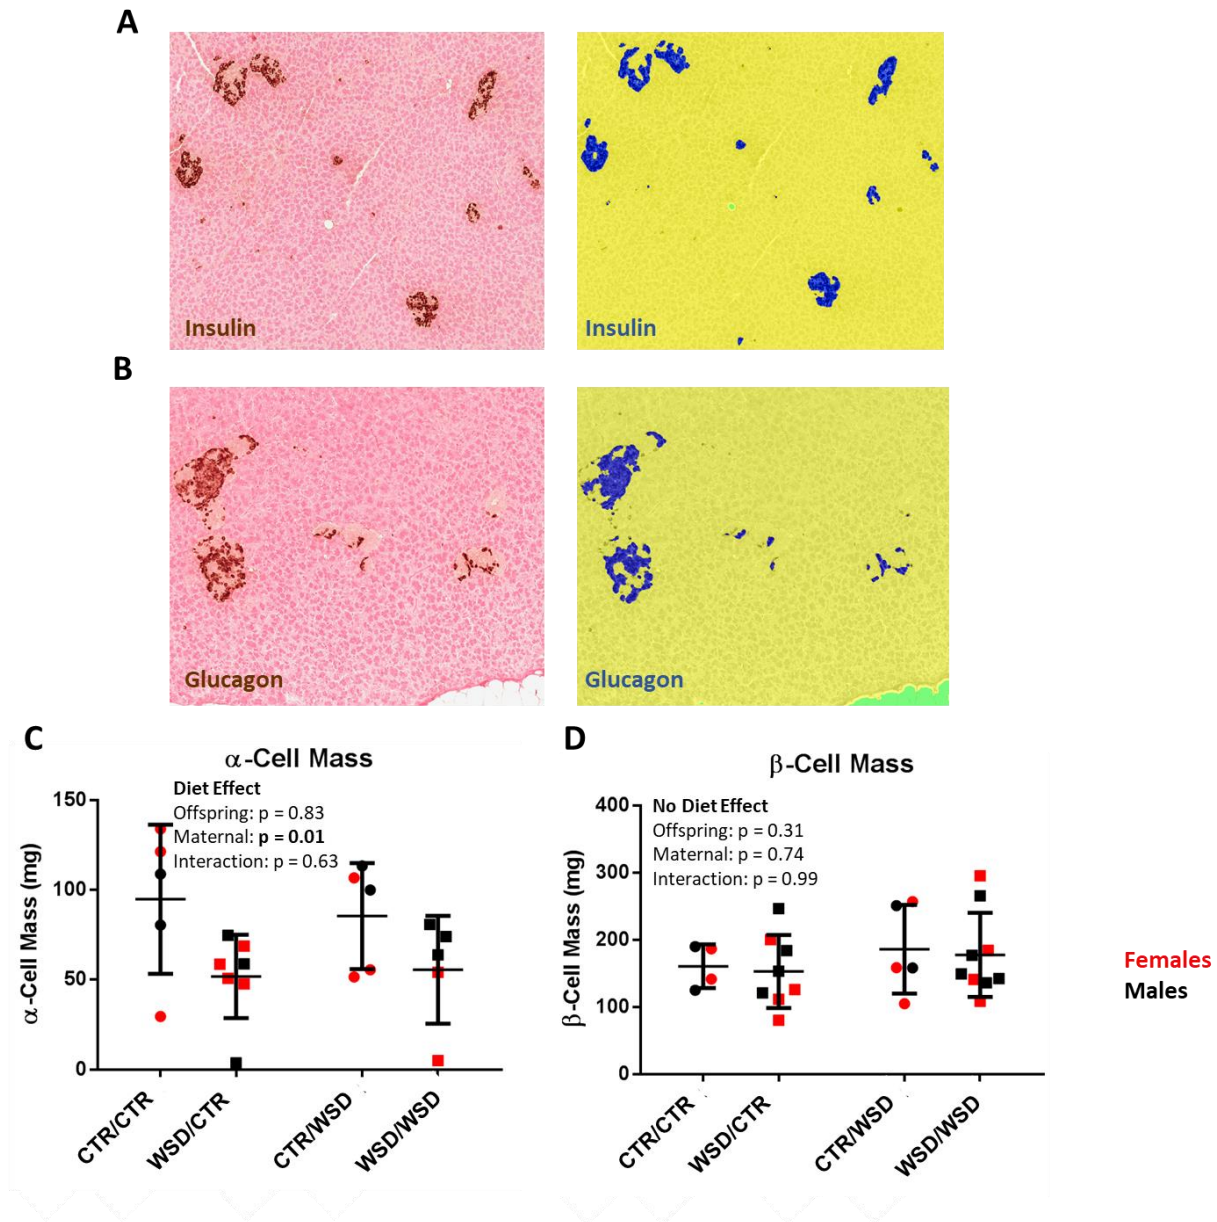 A
Insulin
Insulin
B
Glucagon
Glucagon
C
α-Cell Mass
Diet Effect
Offspring: p = 0.83
Maternal: p = 0.01
Interaction: p = 0.63
α-Cell Mass (mg)
150
100
50
0
CTR/CTR
WSD/CTR
CTR/WSD
WSD/WSD
D
β-Cell Mass
No Diet Effect
Offspring: p = 0.31
Maternal: p = 0.74
Interaction: p = 0.99
β-Cell Mass (mg)
400
300
200
100
0
CTR/CTR
WSD/CTR
CTR/WSD
WSD/WSD
Females
Males